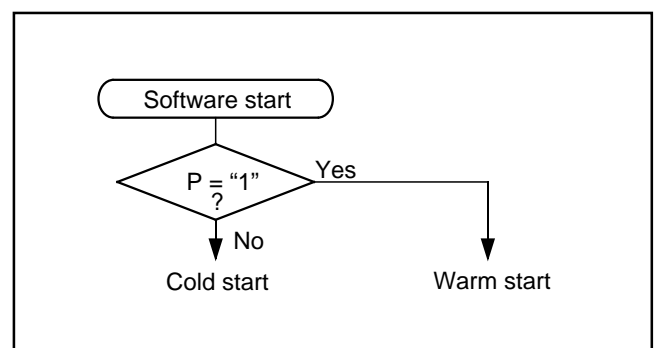 Software start
P = “1”
?
Yes
No
Cold start
Warm start